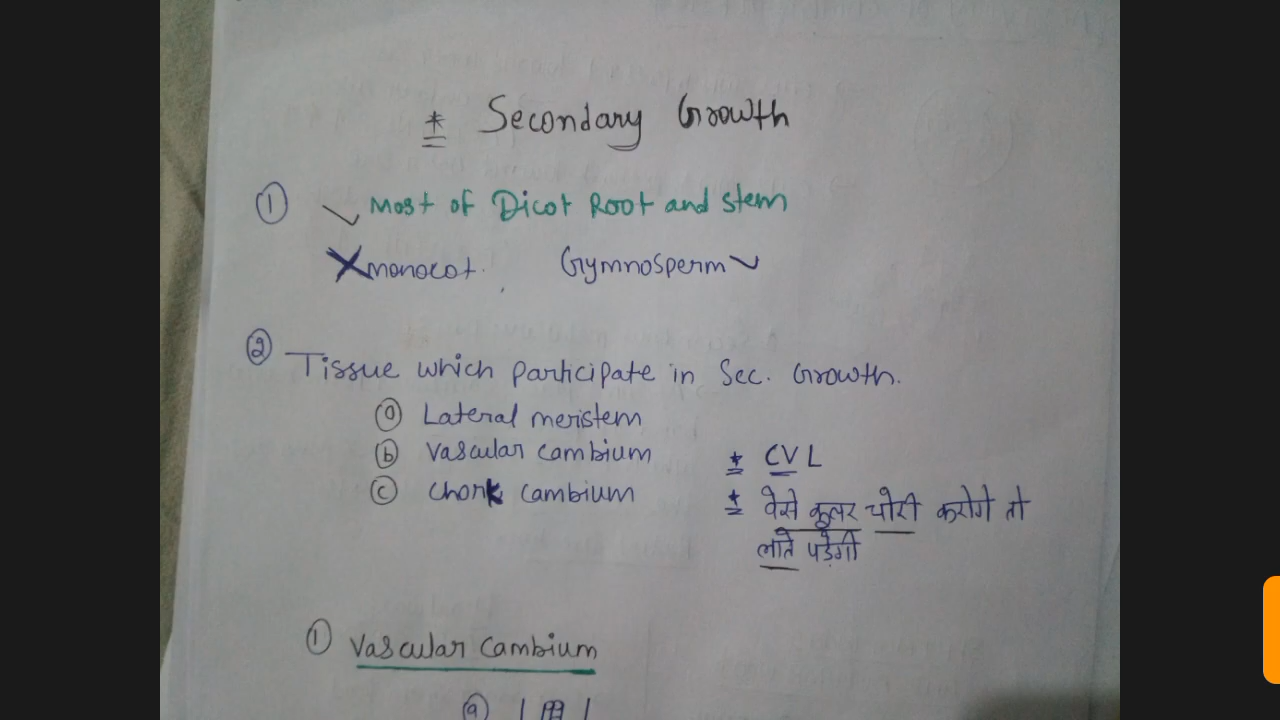 * Secondary Growth
① ✓ Most of Dicot Root and stem
X monocot. Gymnosperm ✓
② Tissue which participate in Sec. Growth.
ⓐ Lateral meristem
ⓑ Vascular cambium
ⓒ Chork cambium
* CVL
* वेसे कूलर चोरी करोगे तो
लाते पड़ेगी
① Vascular Cambium
ⓐ